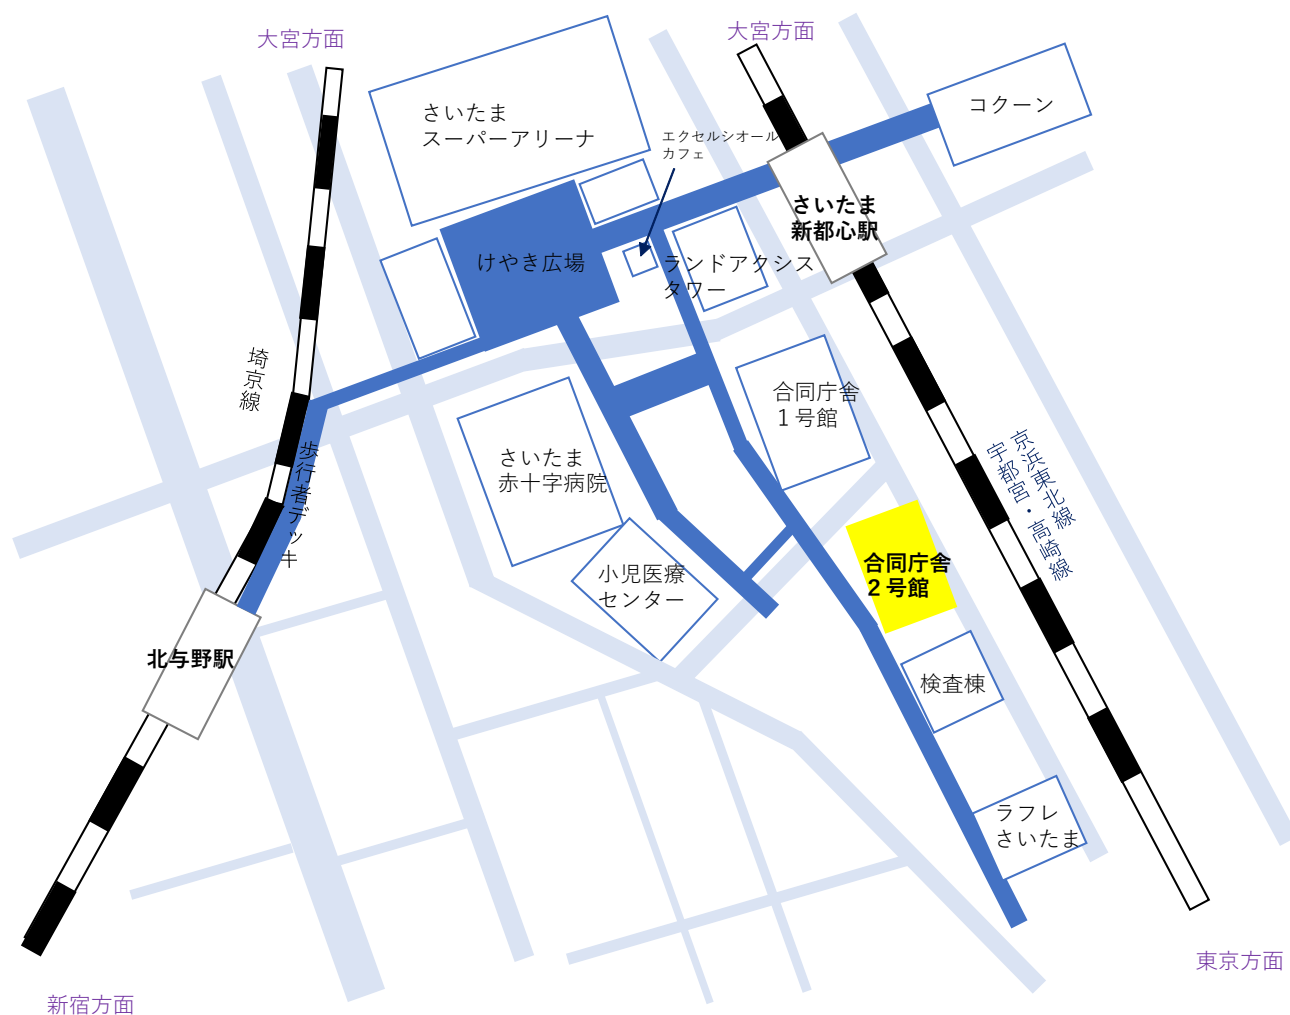 大宮方面
大宮方面
さいたま
スーパーアリーナ
エクセルシオール
カフェ
コクーン
さいたま
新都心駅
けやき広場
ランドアクシス
タワー
埼京線
合同庁舎
１号館
歩行者デッキ
さいたま
赤十字病院
京浜東北線
宇都宮・高崎線
合同庁舎
２号館
小児医療
センター
北与野駅
検査棟
ラフレ
さいたま
東京方面
新宿方面